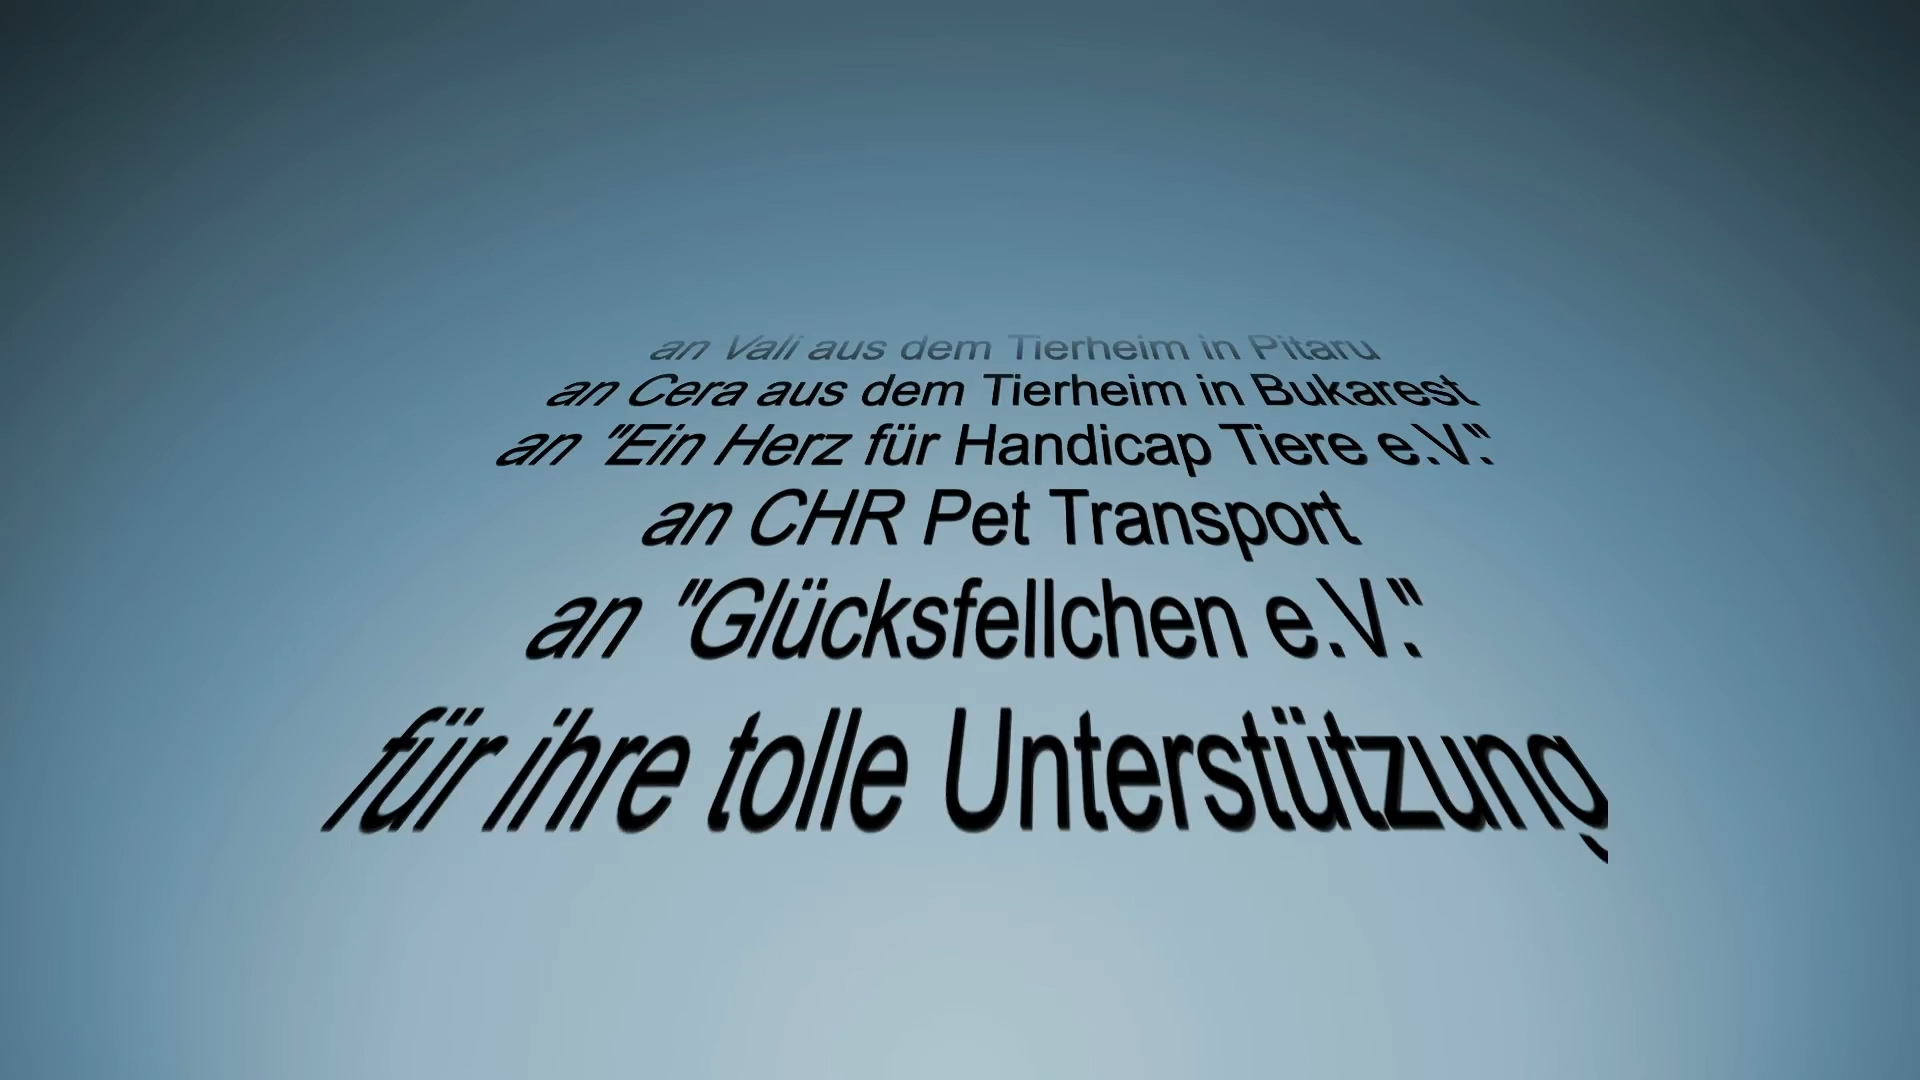 an Vali aus dem Tierheim in Pitaru
an Cera aus dem Tierheim in Bukarest
an "Ein Herz für Handicap Tiere e.V."
an CHR Pet Transport
an "Glücksfellchen e.V."
für ihre tolle Unterstützung